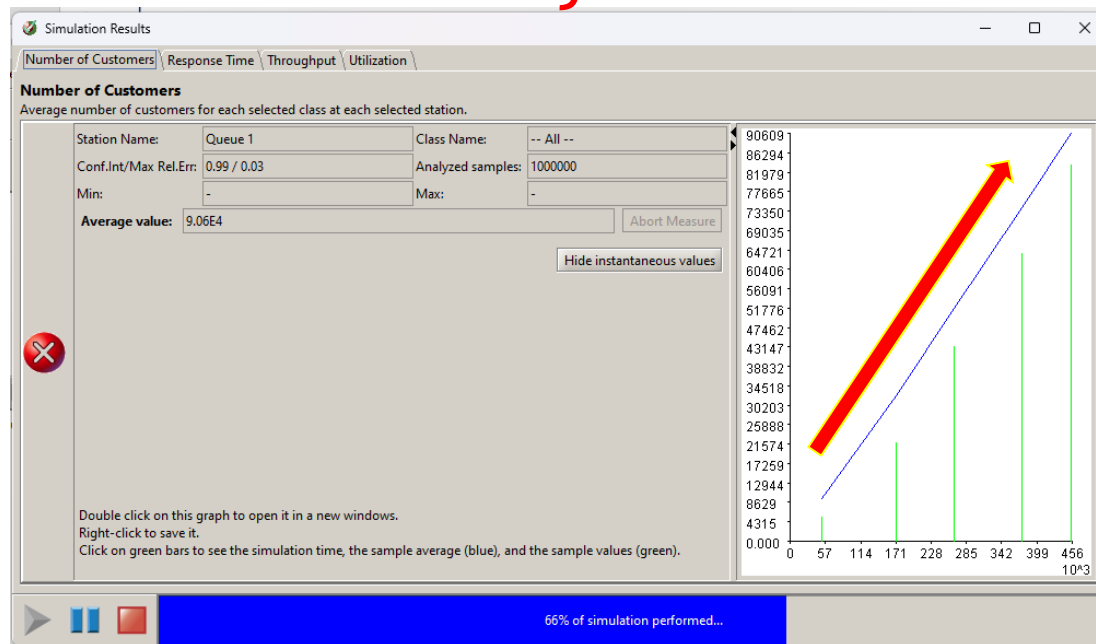 Simulation Results
Number of Customers Response Time Throughput Utilization
Number of Customers
Average number of customers for each selected class at each selected station.
Station Name: Queue 1 Class Name: -- All --
Conf.Int/Max Rel.Err: 0.99 / 0.03 Analyzed samples: 1000000
Min: - Max: -
Average value: 9.06E4 Abort Measure
Hide instantaneous values
Double click on this graph to open it in a new windows.
Right-click to save it.
Click on green bars to see the simulation time, the sample average (blue), and the sample values (green).
90609
86294
81979
77665
73350
69035
64721
60406
56091
51776
47462
43147
38832
34518
30203
25888
21574
17259
12944
8629
4315
0.000
0 57 114 171 228 285 342 399 456
10^3
66% of simulation performed...